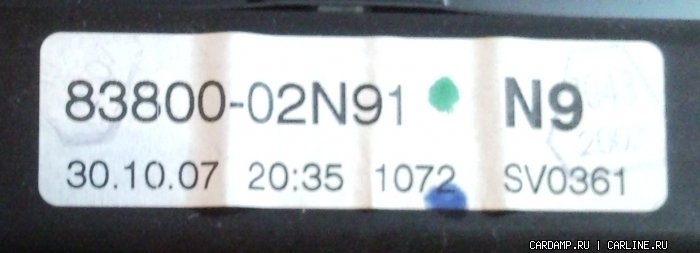 83800-02N91 N9
30.10.07 20:35 1072 SV0361
CARDAMP.RU | CARLINE.RU